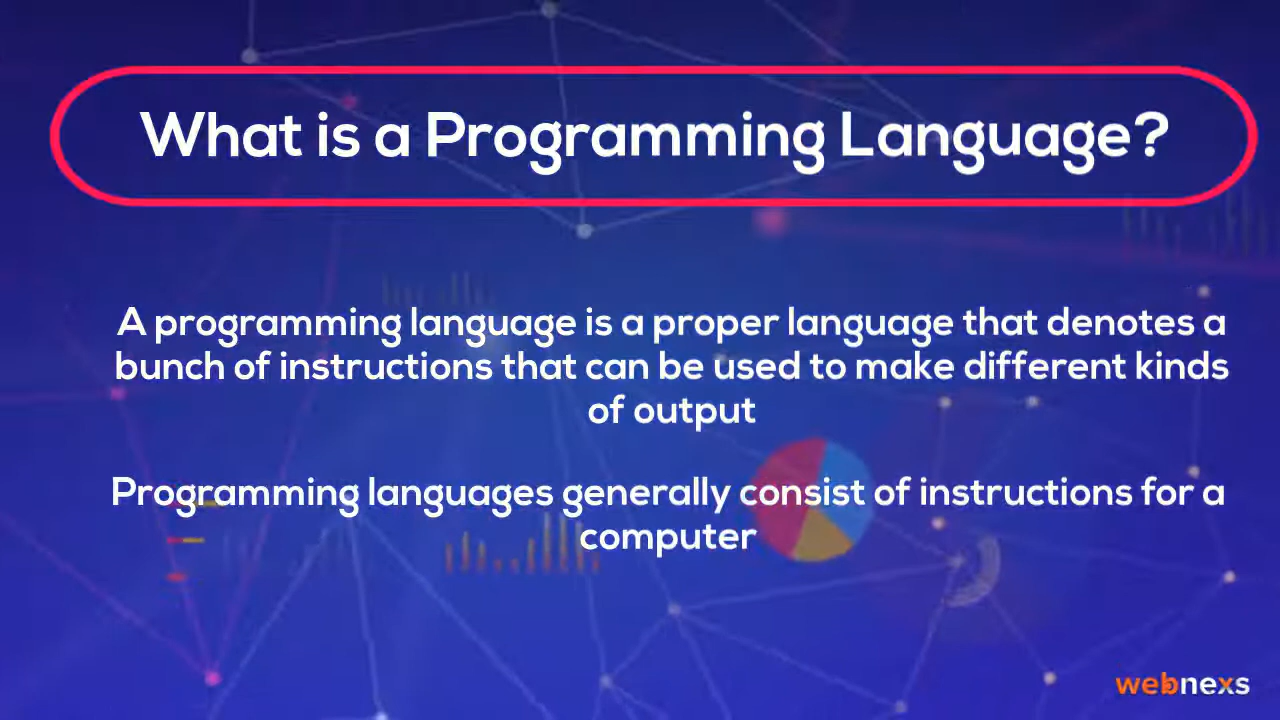 What is a Programming Language?
A programming language is a proper language that denotes a
bunch of instructions that can be used to make different kinds
of output
Programming languages generally consist of instructions for a
computer
webnexs